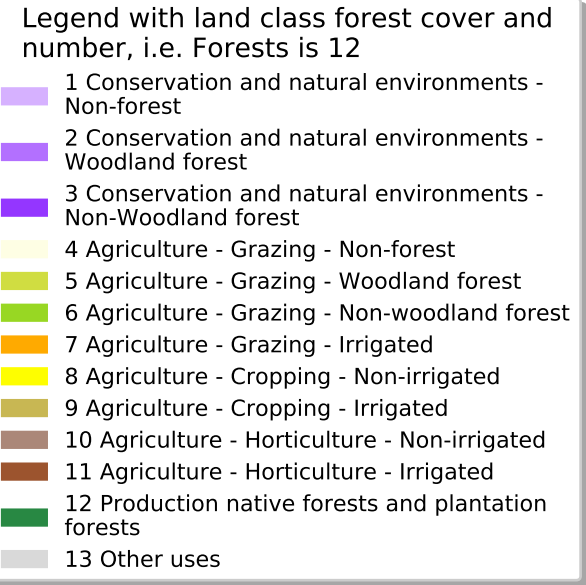 Legend with land class forest cover and
number, i.e. Forests is 12
1 Conservation and natural environments -
Non-forest
2 Conservation and natural environments -
Woodland forest
3 Conservation and natural environments -
Non-Woodland forest
4 Agriculture - Grazing - Non-forest
5 Agriculture - Grazing - Woodland forest
6 Agriculture - Grazing - Non-woodland forest
7 Agriculture - Grazing - Irrigated
8 Agriculture - Cropping - Non-irrigated
9 Agriculture - Cropping - Irrigated
10 Agriculture - Horticulture - Non-irrigated
11 Agriculture - Horticulture - Irrigated
12 Production native forests and plantation
forests
13 Other uses